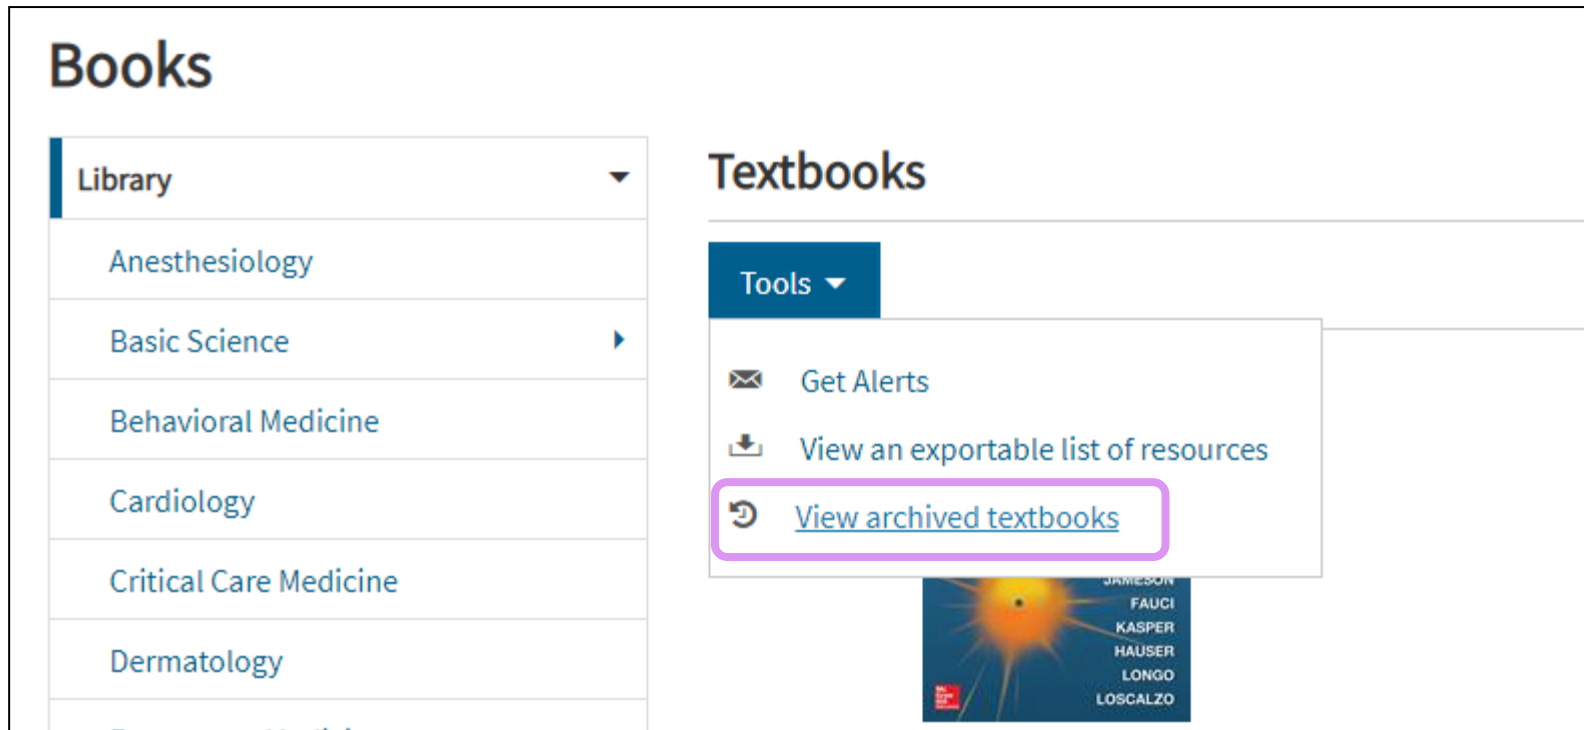 Books
Library
Anesthesiology
Basic Science
Behavioral Medicine
Cardiology
Critical Care Medicine
Dermatology
Textbooks
Tools
Get Alerts
View an exportable list of resources
View archived textbooks
JAMESON
FAUCI
KASPER
HAUSER
LONGO
LOSCALZO